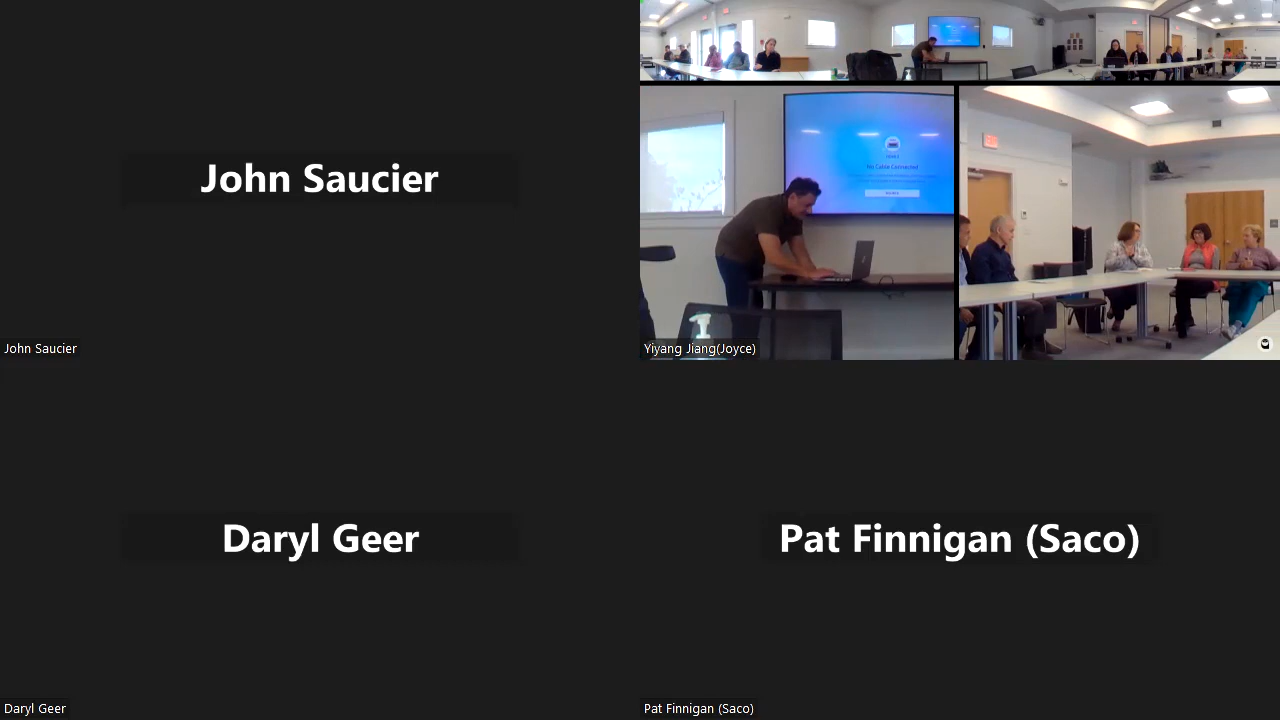 John Saucier
John Saucier
No Cable Connected
Yiyang Jiang(Joyce)
Daryl Geer
Daryl Geer
Pat Finnigan (Saco)
Pat Finnigan (Saco)